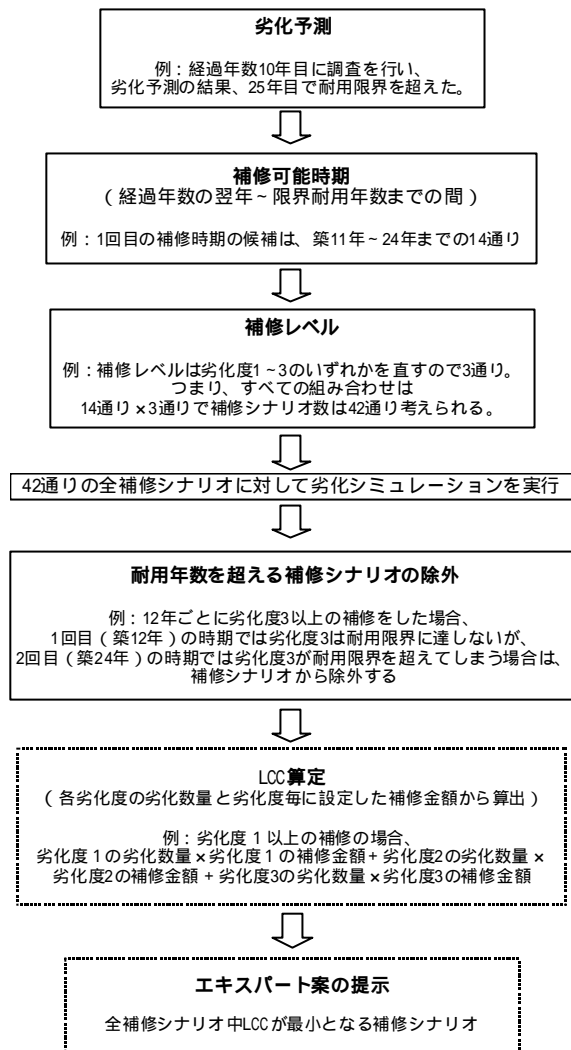 劣化予測
例：経過年数10年目に調査を行い、
劣化予測の結果、25年目で耐用限界を超えた。
補修可能時期
（経過年数の翌年～限界耐用年数までの間）
例：1回目の補修時期の候補は、築11年～24年までの14通り
補修レベル
例：補修レベルは劣化度1～3のいずれかを直すので3通り。
つまり、すべての組み合わせは
14通り×3通りで補修シナリオ数は42通り考えられる。
42通りの全補修シナリオに対して劣化シミュレーションを実行
耐用年数を超える補修シナリオの除外
例：12年ごとに劣化度3以上の補修をした場合、
1回目（築12年）の時期では劣化度3は耐用限界に達しないが、
2回目（築24年）の時期では劣化度3が耐用限界を超えてしまう場合は、
補修シナリオから除外する
LCC算定
（各劣化度の劣化数量と劣化度毎に設定した補修金額から算出）
例：劣化度１以上の補修の場合、
劣化度１の劣化数量×劣化度１の補修金額+劣化度2の劣化数量×
劣化度2の補修金額+劣化度3の劣化数量×劣化度3の補修金額
エキスパート案の提示
全補修シナリオ中LCCが最小となる補修シナリオ